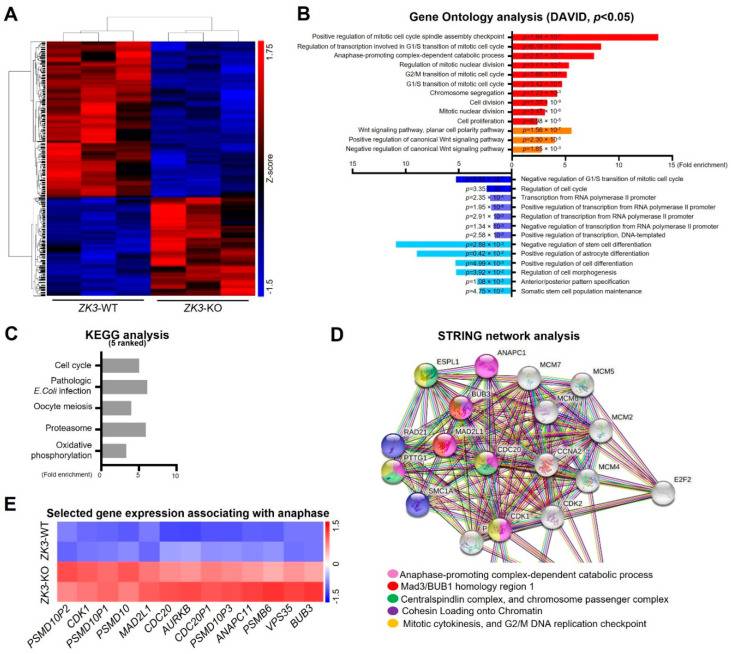 A
1.75
Z-score
-1.5
ZK3-WT
ZK3-KO
B
Gene Ontology analysis (DAVID, p<0.05)
Positive regulation of mitotic cell cycle spindle assembly checkpoint
Regulation of transcription involved in G1/S transition of mitotic cell cycle
Anaphase-promoting complex-dependent catabolic process
Regulation of mitotic nuclear division
G2/M transition of mitotic cell cycle
G1/S transition of mitotic cell cycle
Chromosome segregation
Cell division
Mitotic nuclear division
Cell proliferation
Wnt signaling pathway, planar cell polarity pathway
Positive regulation of canonical Wnt signaling pathway
Negative regulation of canonical Wnt signaling pathway
15 10 5 0 5 10 15 (Fold enrichment)
Negative regulation of G1/S transition of mitotic cell cycle
p=3.35 Regulation of cell cycle
p=2.35 × Transcription from RNA polymerase II promoter
p=1.95 × Positive regulation of transcription from RNA polymerase II promoter
p=2.91 × Regulation of transcription from RNA polymerase II promoter
p=1.34 × Negative regulation of transcription from RNA polymerase II promoter
p=2.58 × Positive regulation of transcription, DNA-templated
Negative regulation of stem cell differentiation
Positive regulation of astrocyte differentiation
Positive regulation of cell differentiation
Regulation of cell morphogenesis
Anterior/posterior pattern specification
Somatic stem cell population maintenance
C
KEGG analysis
(5 ranked)
Cell cycle
Pathologic
E.Coli infection
Oocyte meiosis
Proteasome
Oxidative
phosphorylation
(Fold enrichment) 0 5 10
D
STRING network analysis
ANAPC1
ESPL1
MCM7
MCM5
BUB3
MCM6
MCM2
RAD21
MAD2L1
CDC20
CCNA2
PTTG1
MCM4
E2F2
SMC1A
CDK2
CDK1
P
Anaphase-promoting complex-dependent catabolic process
Mad3/BUB1 homology region 1
Centralspindlin complex, and chromosome passenger complex
Cohesin Loading onto Chromatin
Mitotic cytokinesis, and G2/M DNA replication checkpoint
E
Selected gene expression associating with anaphase
ZK3-WT
ZK3-KO
1.5
-1.5
PSMD10P2
CDK1
PSMD10P1
PSMD10
MAD2L1
CDC20
AURKB
CDC20P1
PSMD10P3
ANAPC11
PSMB6
VPS35
BUB3